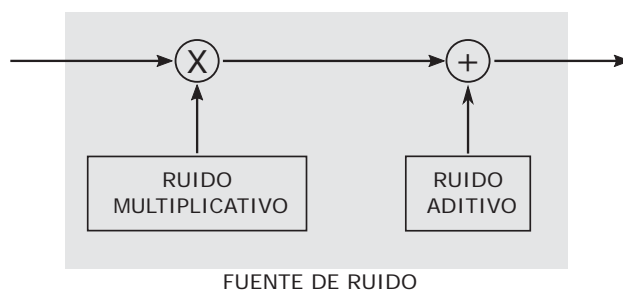 X
+
RUIDO
MULTIPLICATIVO
RUIDO
ADITIVO
FUENTE DE RUIDO